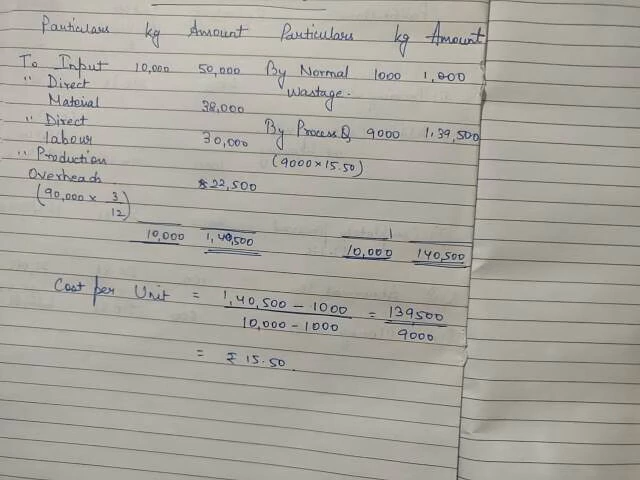 Particulars kg Amount Particulars kg Amount
To Input 10,000 50,000 By Normal 1000 1,000
" Direct Wastage.
Material 38,000
" Direct By Process Q 9000 1,39,500
labour 30,000
" Production (9000 x 15.50)
Overheads 22,500
(90,000 x 3/12)
10,000 1,40,500 10,000 140,500
Cost per Unit = 1,40,500 - 1000 / 10,000 - 1000 = 139500 / 9000
= ₹ 15.50